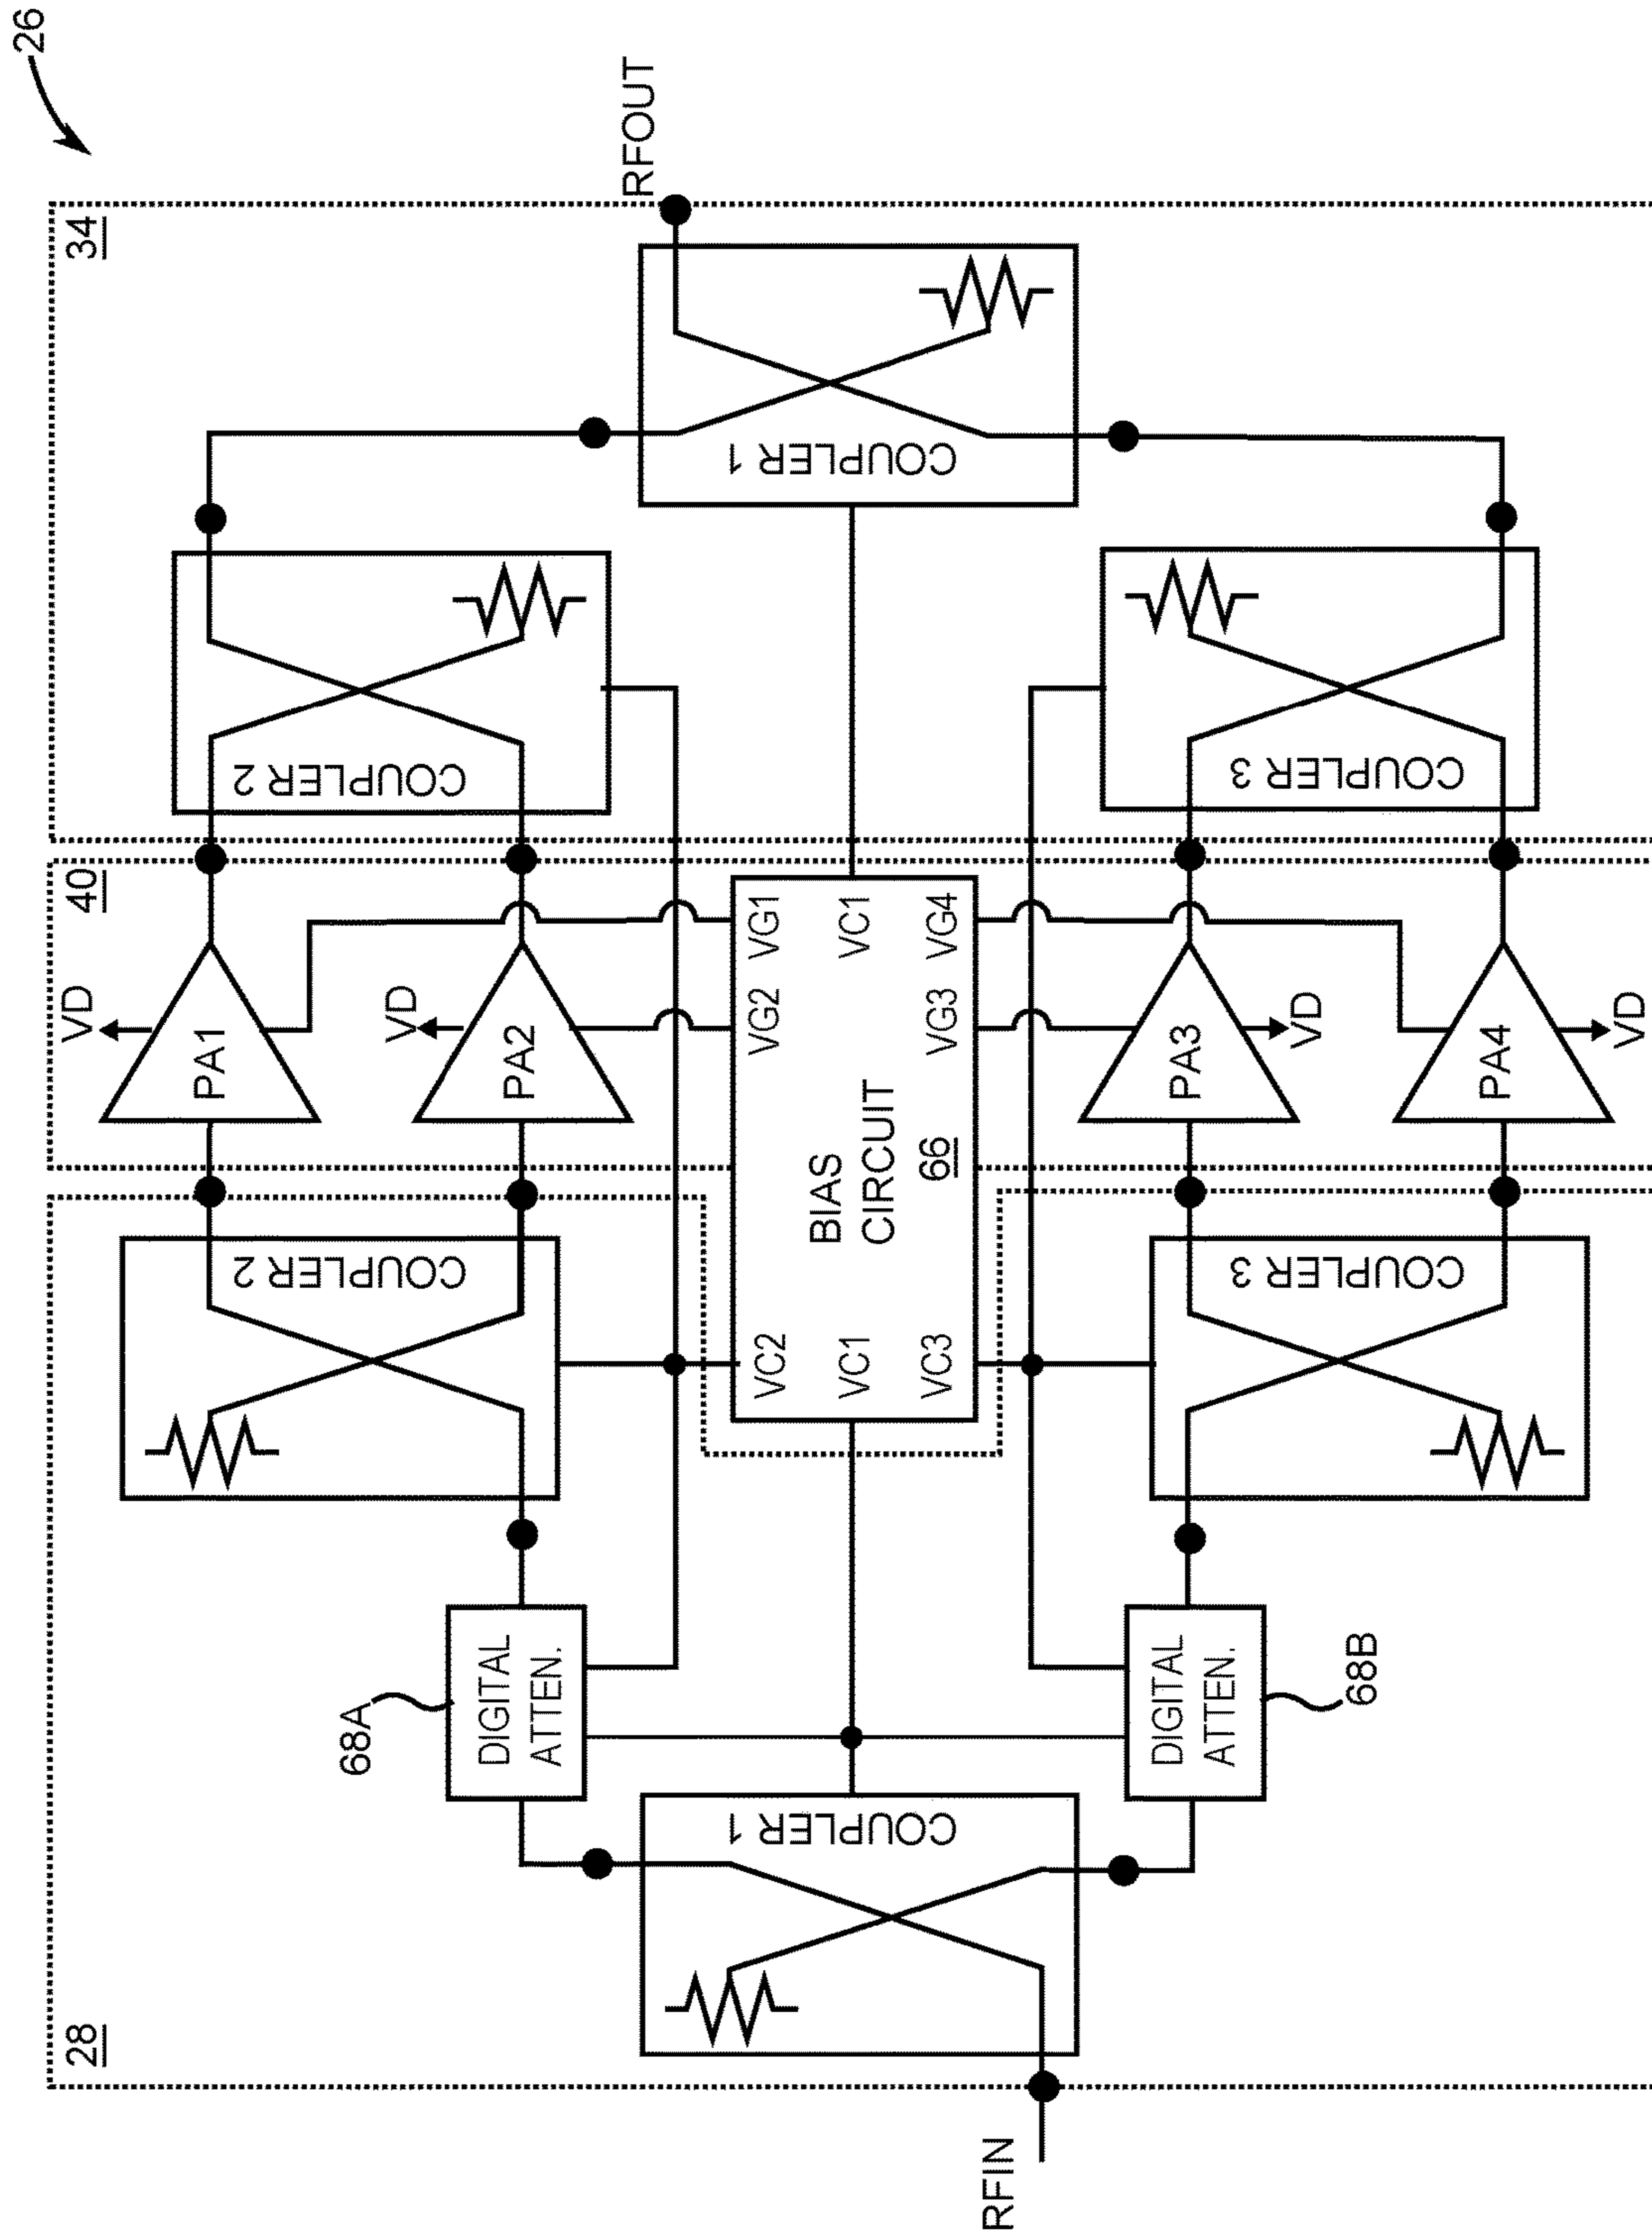 26
34
RFOUT
COUPLER 1
COUPLER 2
COUPLER 3
40
VD
PA1
VD
PA2
VG1
VG2
VC1
VG4
VG3
BIAS
CIRCUIT
66
VC2
VC1
VC3
PA3
VD
PA4
VD
COUPLER 2
COUPLER 3
68A
DIGITAL
ATTEN.
DIGITAL
ATTEN.
68B
COUPLER 1
28
RFIN